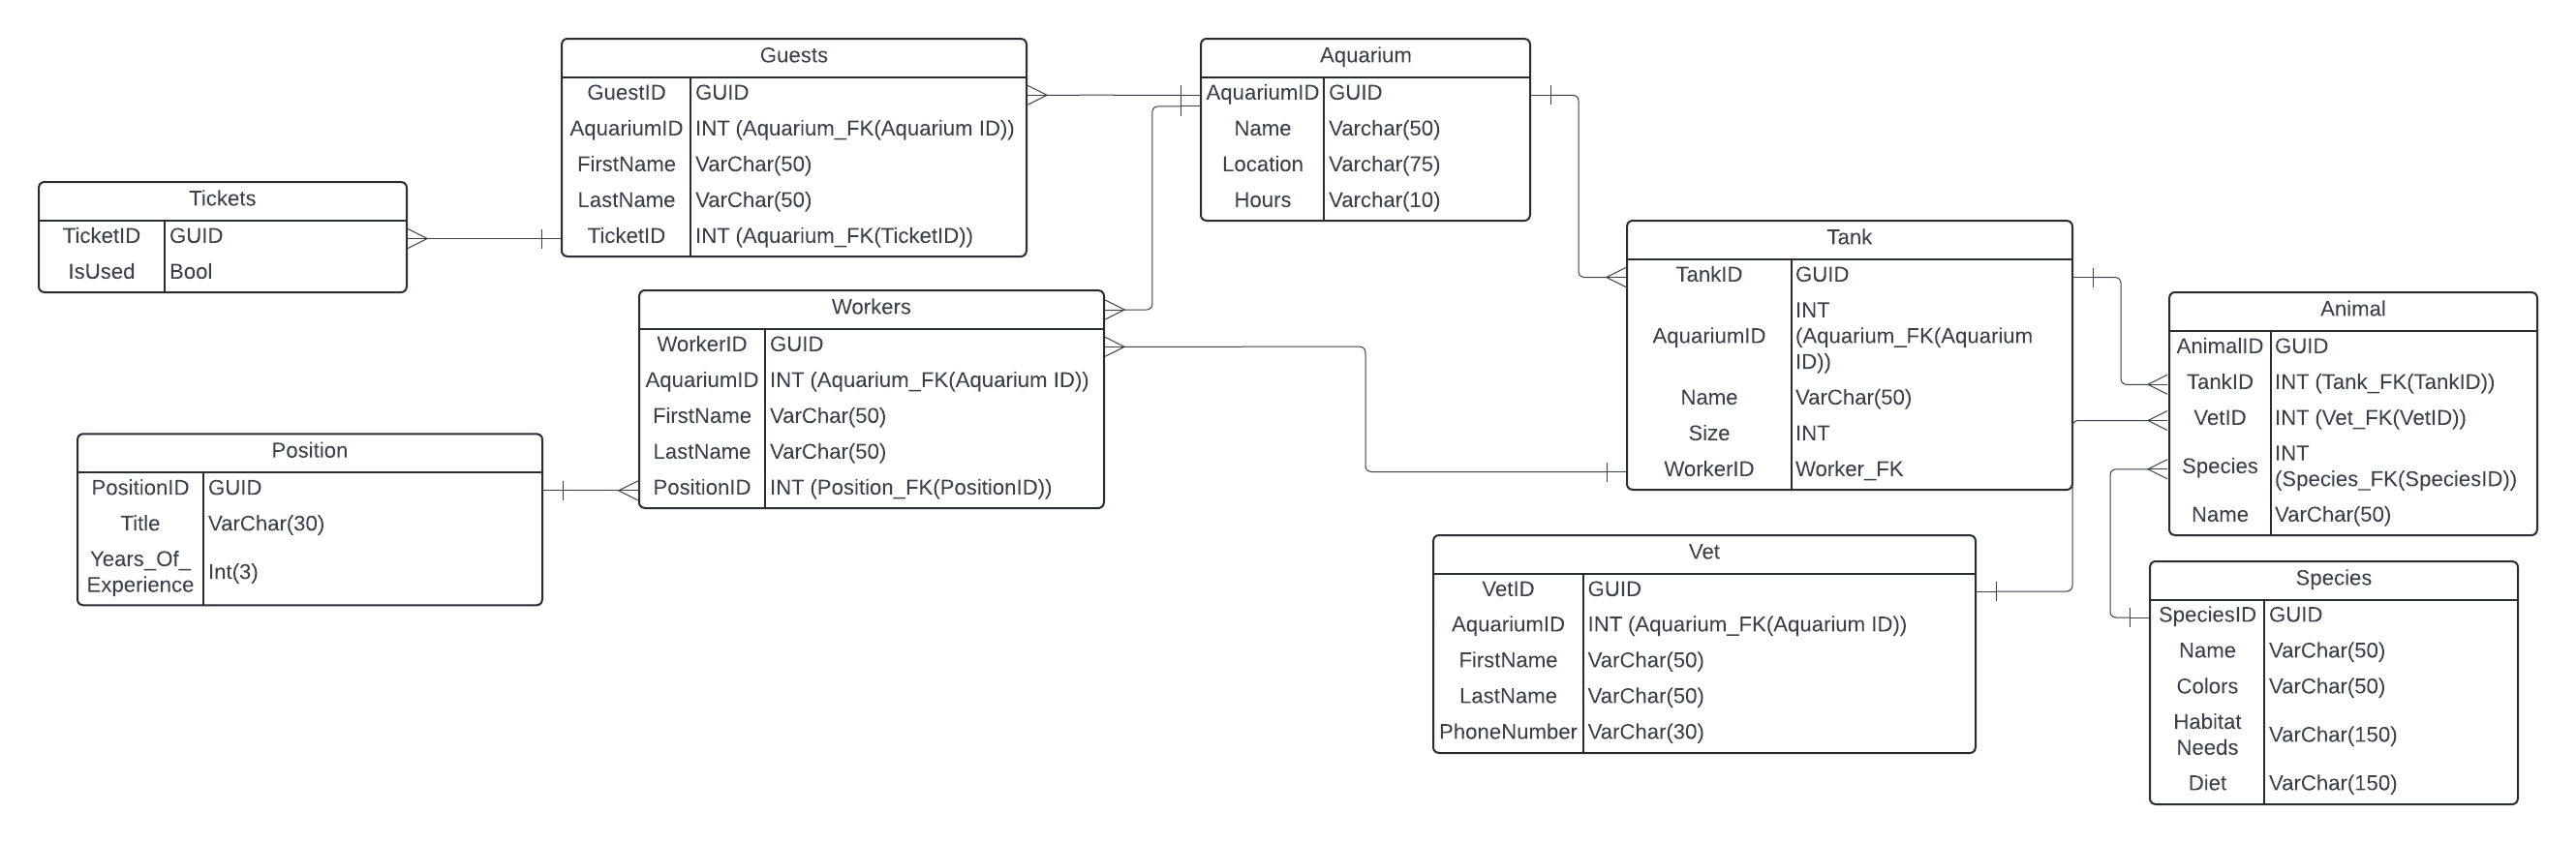 Guests
GuestID GUID
AquariumID INT (Aquarium_FK(Aquarium ID))
FirstName VarChar(50)
LastName VarChar(50)
TicketID INT (Aquarium_FK(TicketID))
Aquarium
AquariumID GUID
Name Varchar(50)
Location Varchar(75)
Hours Varchar(10)
Tickets
TicketID GUID
IsUsed Bool
Tank
TankID GUID
AquariumID INT
(Aquarium_FK(Aquarium
ID))
Name VarChar(50)
Size INT
WorkerID Worker_FK
Workers
WorkerID GUID
AquariumID INT (Aquarium_FK(Aquarium ID))
FirstName VarChar(50)
LastName VarChar(50)
PositionID INT (Position_FK(PositionID))
Animal
AnimalID GUID
TankID INT (Tank_FK(TankID))
VetID INT (Vet_FK(VetID))
Species INT
(Species_FK(SpeciesID))
Name VarChar(50)
Position
PositionID GUID
Title VarChar(30)
Years_Of_
Experience Int(3)
Vet
VetID GUID
AquariumID INT (Aquarium_FK(Aquarium ID))
FirstName VarChar(50)
LastName VarChar(50)
PhoneNumber VarChar(30)
Species
SpeciesID GUID
Name VarChar(50)
Colors VarChar(50)
Habitat
Needs VarChar(150)
Diet VarChar(150)